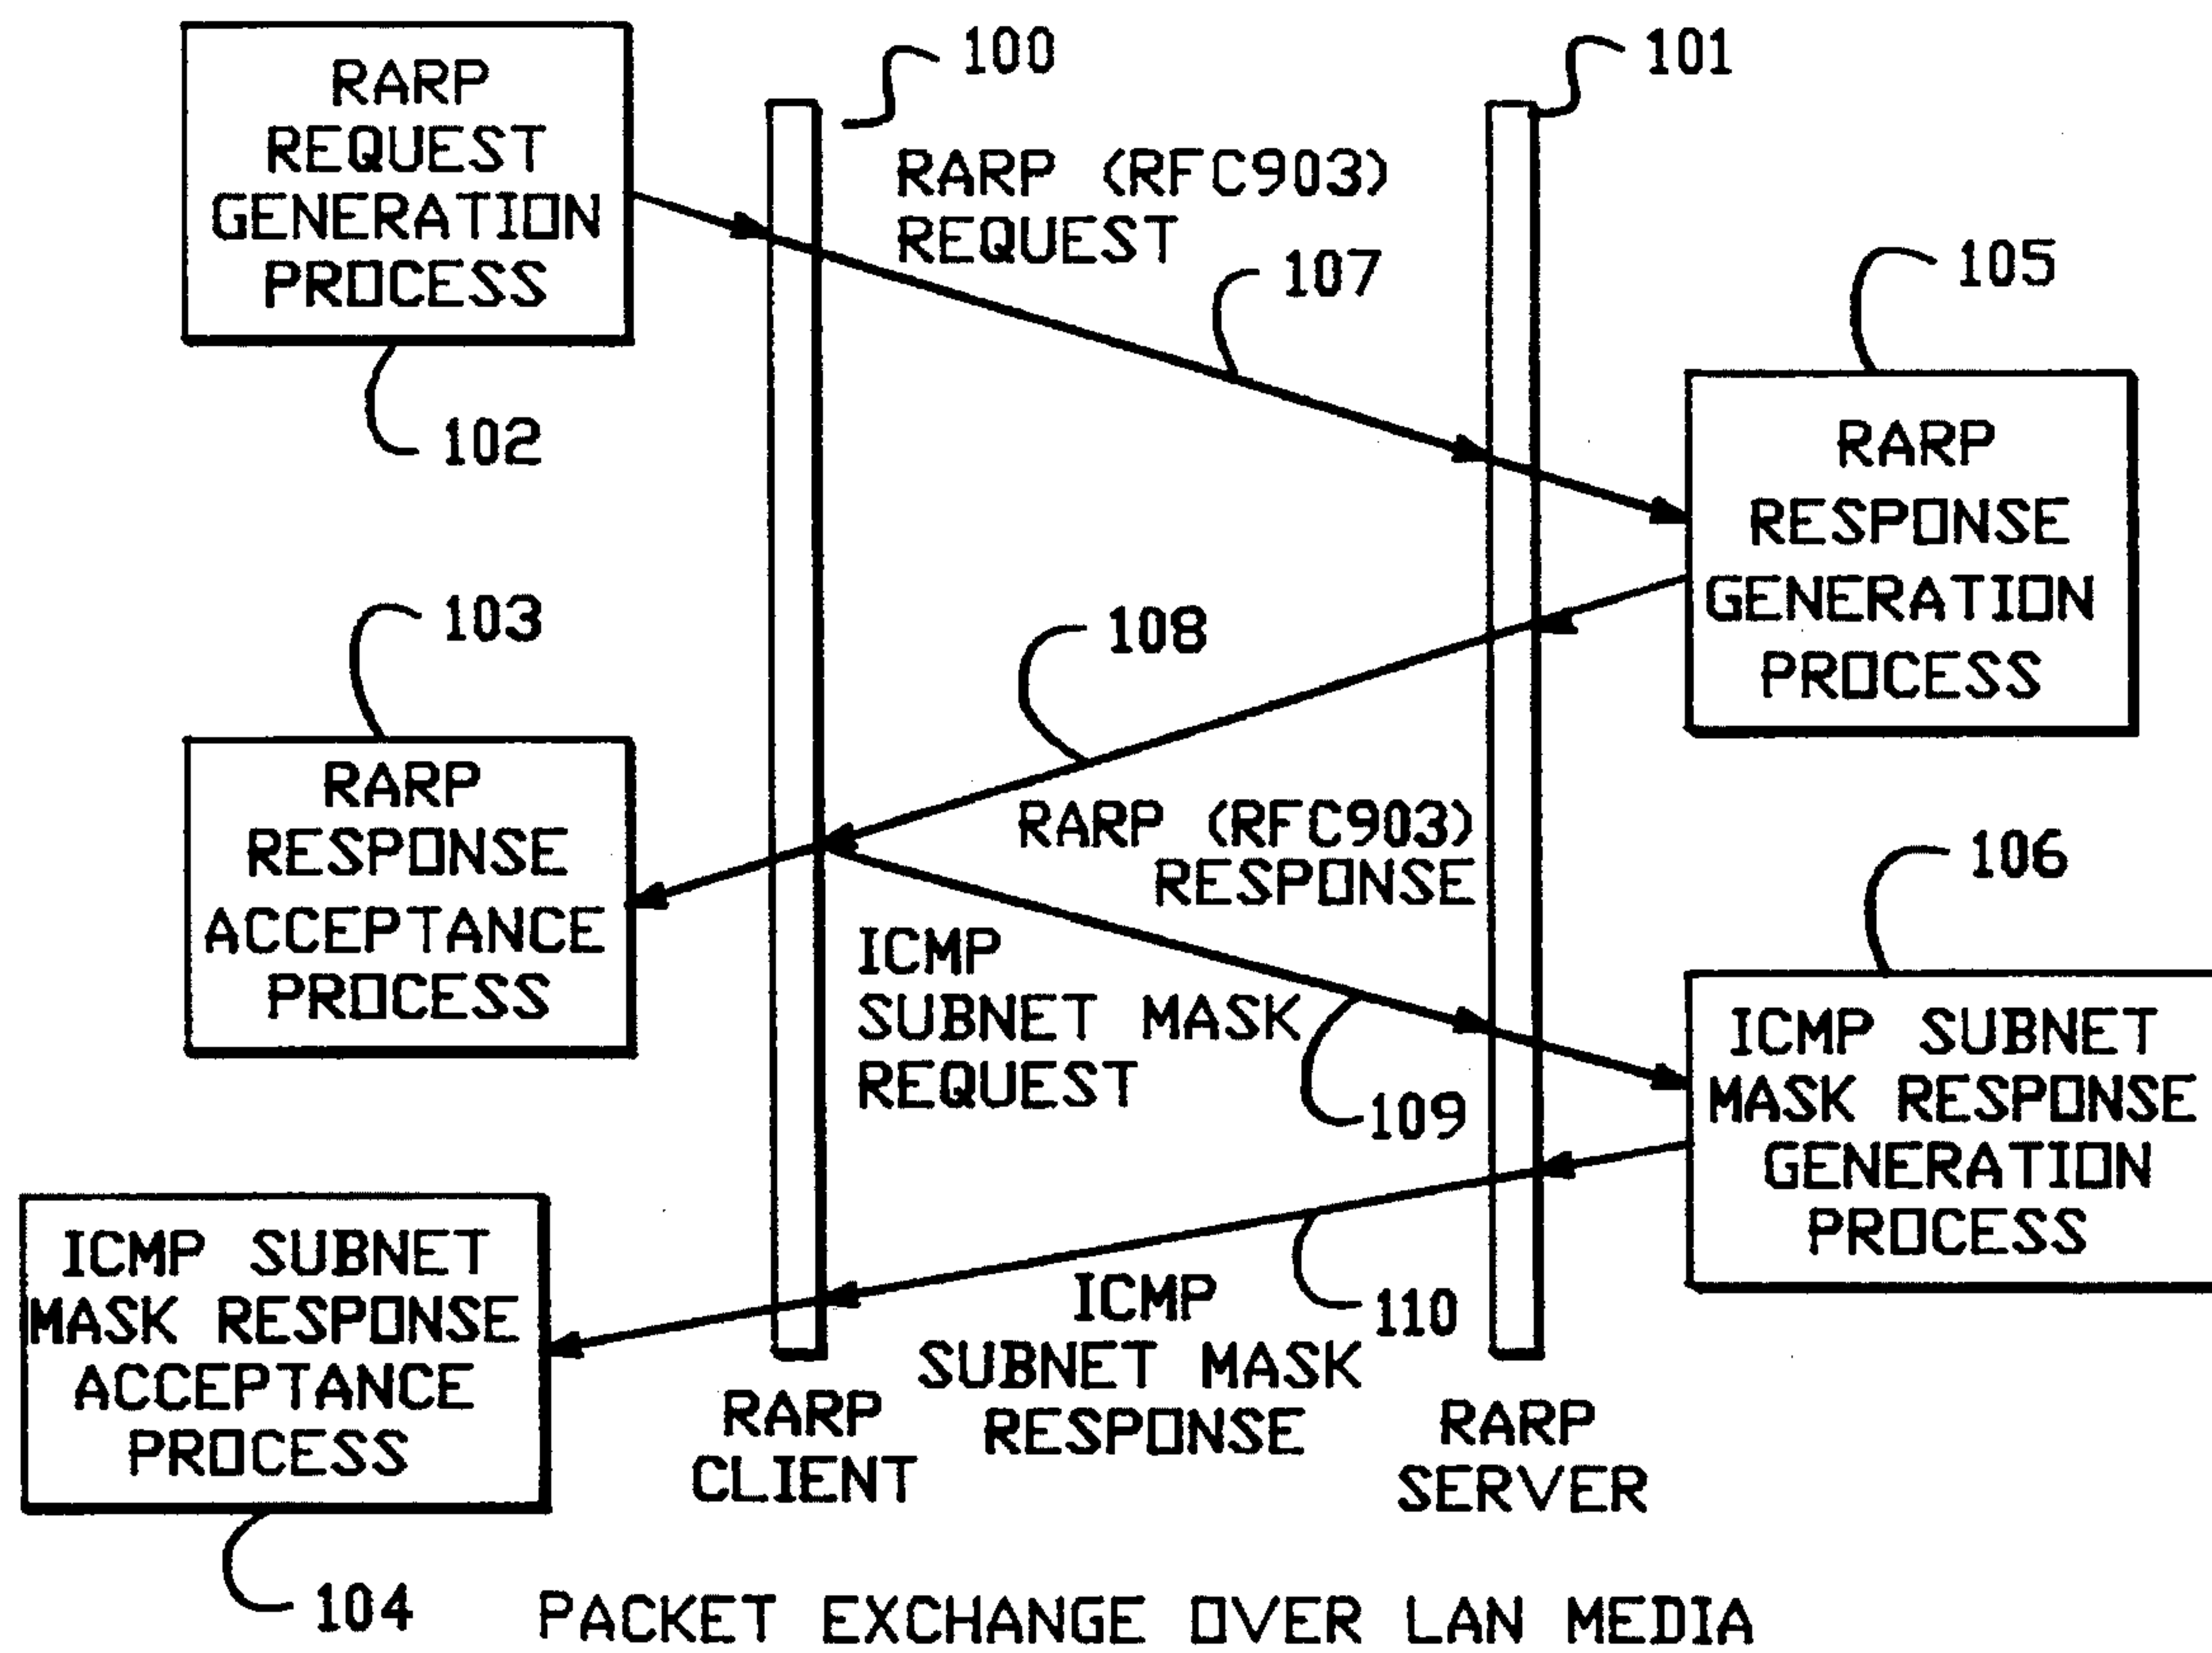 RARP
REQUEST
GENERATION
PROCESS
102
100
101
RARP (RFC903)
REQUEST
107
105
RARP
RESPONSE
GENERATION
PROCESS
103
108
RARP
RESPONSE
ACCEPTANCE
PROCESS
RARP (RFC903)
RESPONSE
106
ICMP
SUBNET MASK
REQUEST
109
ICMP SUBNET
MASK RESPONSE
GENERATION
PROCESS
ICMP SUBNET
MASK RESPONSE
ACCEPTANCE
PROCESS
104
110
ICMP
SUBNET MASK
RESPONSE
RARP
CLIENT
RARP
SERVER
PACKET EXCHANGE OVER LAN MEDIA